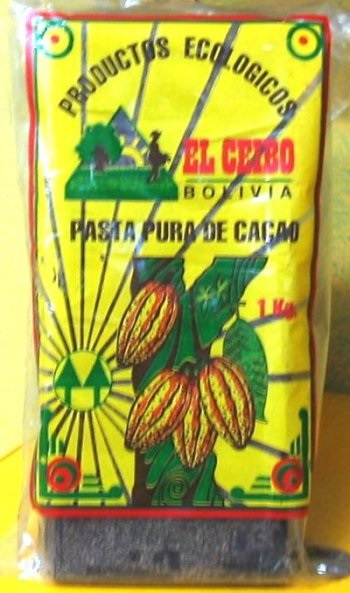 PRODUCTOS ECOLOGICOS
EL CEIBO
BOLIVIA
PASTA PURA DE CACAO
1 Kg.